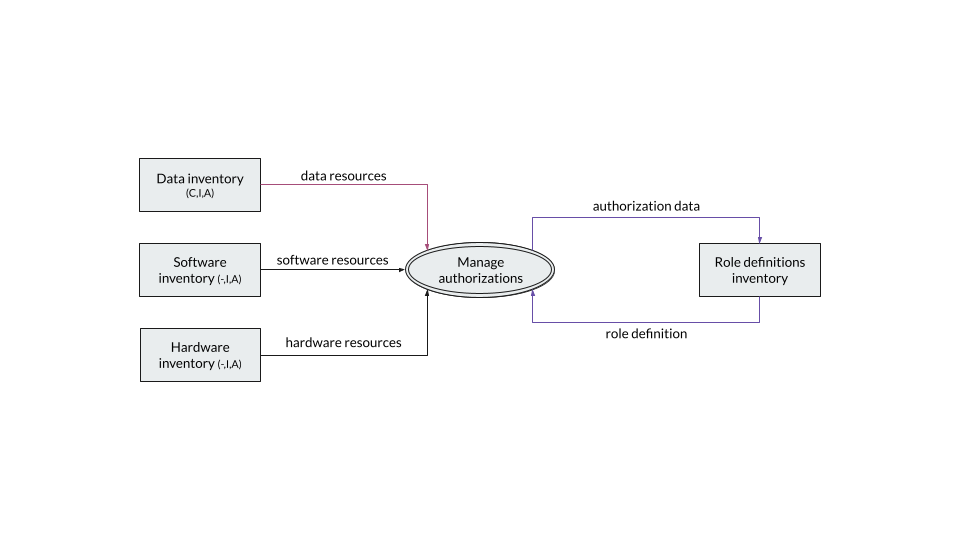 Data inventory
(C,I,A)
data resources
Software
inventory (-,I,A)
software resources
Hardware
inventory (-,I,A)
hardware resources
Manage
authorizations
authorization data
Role definitions
inventory
role definition